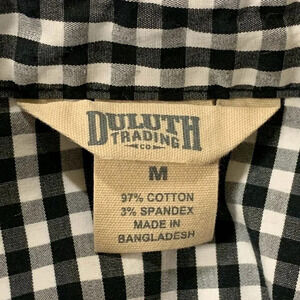 DULUTH
TRADING
CO
M
97% COTTON
3% SPANDEX
MADE IN
BANGLADESH